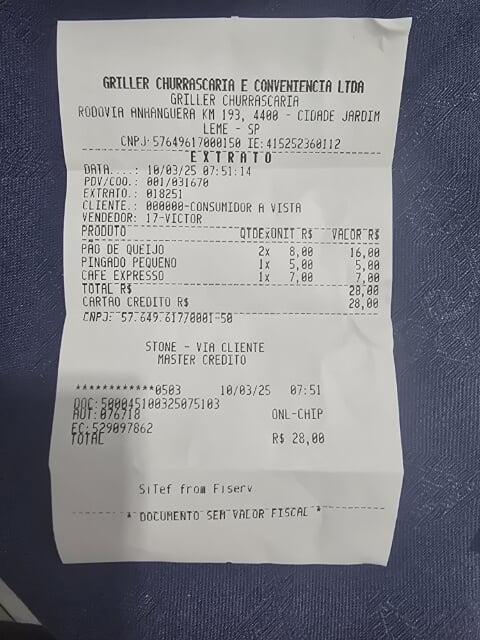 GRILLER CHURRASCARIA E CONVENIENCIA LTDA
GRILLER CHURRASCARIA
RODOVIA ANHANGUERA KM 193, 4400 - CIDADE JARDIM
LEME - SP
CNPJ:57649617000150 IE:415252360112
EXTRATO
DATA....: 10/03/25 07:51:14
PDV/COO.: 001/031670
EXTRATO.: 018251
CLIENTE.: 000000-CONSUMIDOR A VISTA
VENDEDOR: 17-VICTOR
PRODUTO QTDExUNIT R$ VALOR R$
PÃO DE QUEIJO 2x 8,00 16,00
PINGADO PEQUENO 1x 5,00 5,00
CAFE EXPRESSO 1x 7,00 7,00
TOTAL R$ 28,00
CARTAO CREDITO R$ 28,00
CNPJ: 57.649.617/0001-50
STONE - VIA CLIENTE
MASTER CREDITO
************0503 10/03/25 07:51
DOC:500045100325075103
AUT:076718 ONL-CHIP
EC:529097862
TOTAL R$ 28,00
SiTef from Fiserv
* DOCUMENTO SEM VALOR FISCAL *